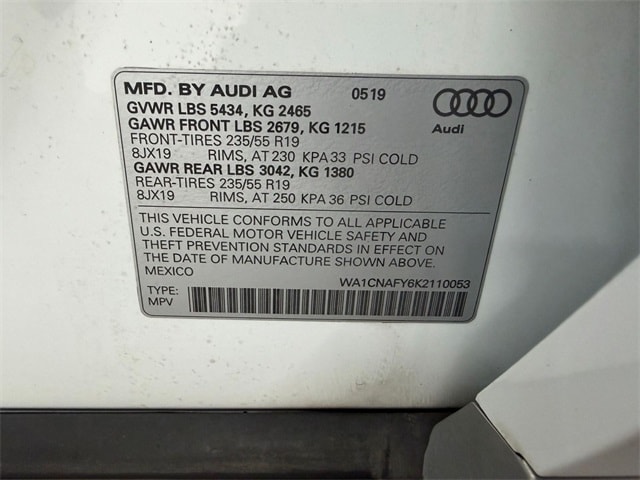 MFD. BY AUDI AG 0519
GVWR LBS 5434, KG 2465
GAWR FRONT LBS 2679, KG 1215
FRONT-TIRES 235/55 R19
8JX19 RIMS, AT 230 KPA 33 PSI COLD
GAWR REAR LBS 3042, KG 1380
REAR-TIRES 235/55 R19
8JX19 RIMS, AT 250 KPA 36 PSI COLD
Audi
THIS VEHICLE CONFORMS TO ALL APPLICABLE
U.S. FEDERAL MOTOR VEHICLE SAFETY AND
THEFT PREVENTION STANDARDS IN EFFECT ON
THE DATE OF MANUFACTURE SHOWN ABOVE.
MEXICO
WA1CNAFY6K2110053
TYPE:
MPV